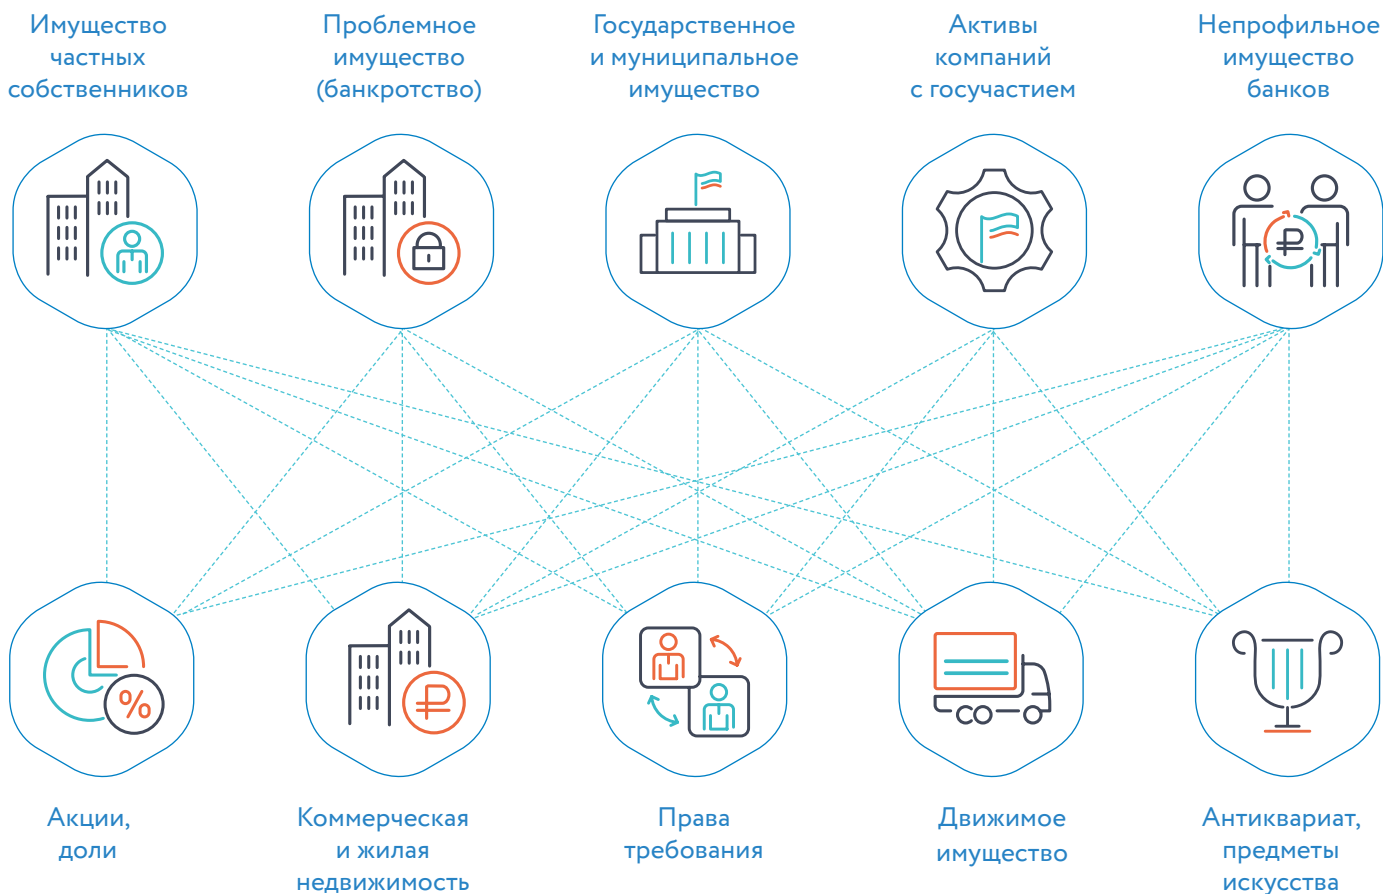 Имущество
частных
собственников
Проблемное
имущество
(банкротство)
Государственное
и муниципальное
имущество
Активы
компаний
с госучастием
Непрофильное
имущество
банков
%
Акции,
доли
Коммерческая
и жилая
недвижимость
Права
требования
Движимое
имущество
Антиквариат,
предметы
искусства